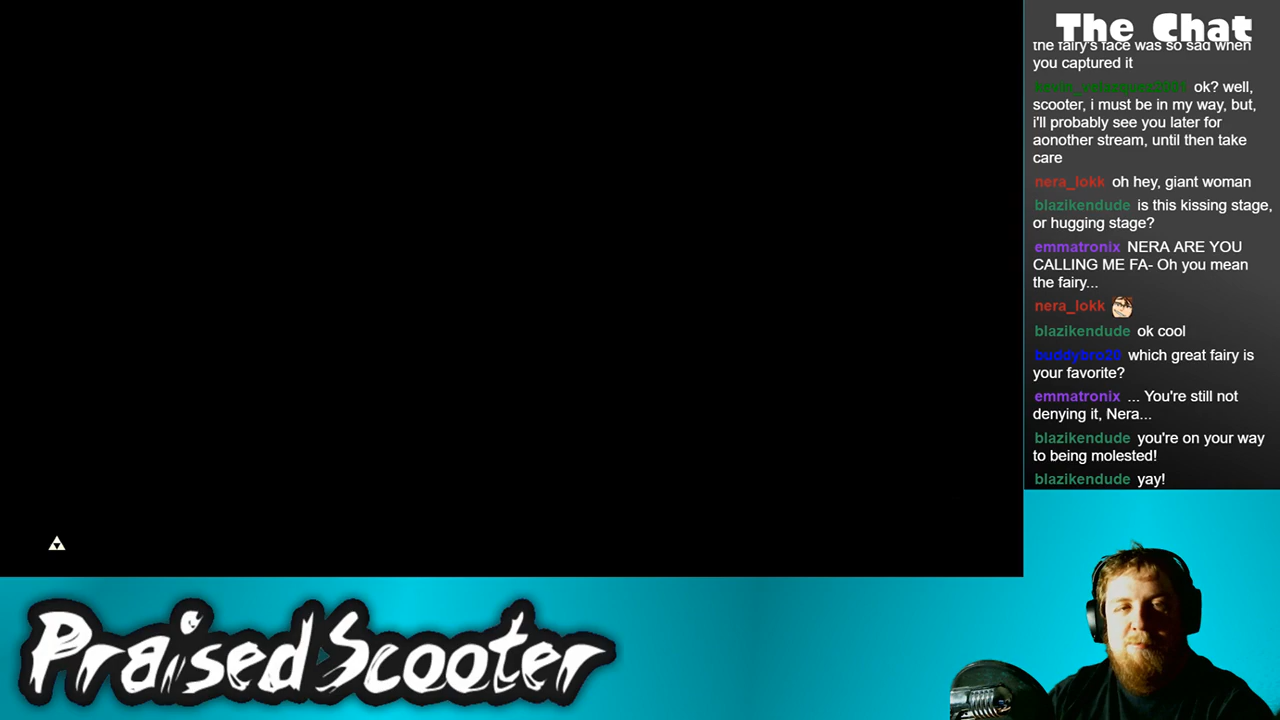 The Chat
the fairy's face was so sad when
you captured it
ok? well,
scooter, i must be in my way, but,
i'll probably see you later for
aonother stream, until then take
care
nera_lokk oh hey, giant woman
blazikendude is this kissing stage,
or hugging stage?
emmatronix NERA ARE YOU
CALLING ME FA- Oh you mean
the fairy...
nera_lokk
blazikendude ok cool
buddybro20 which great fairy is
your favorite?
emmatronix ... You're still not
denying it, Nera...
blazikendude you're on your way
to being molested!
blazikendude yay!
PraisedScooter